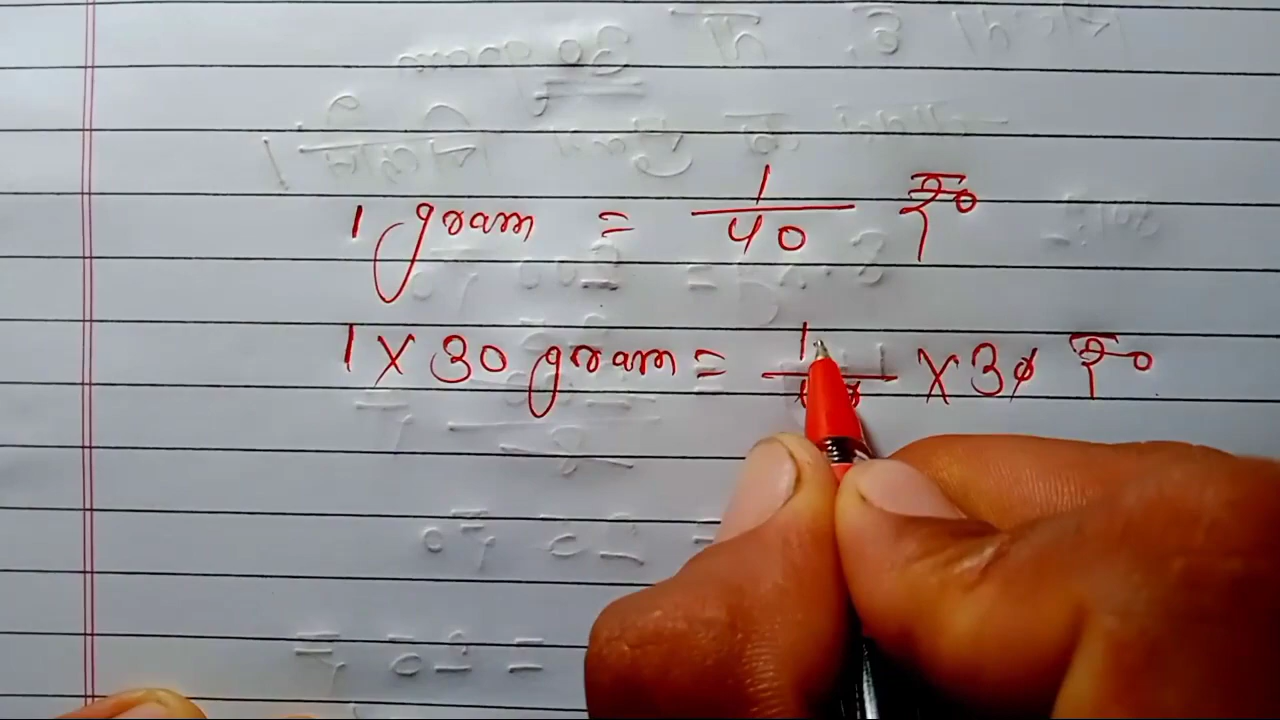 1 gram = 1/40 रु०
1 X 30 gram = 1/40 X 30 रु०